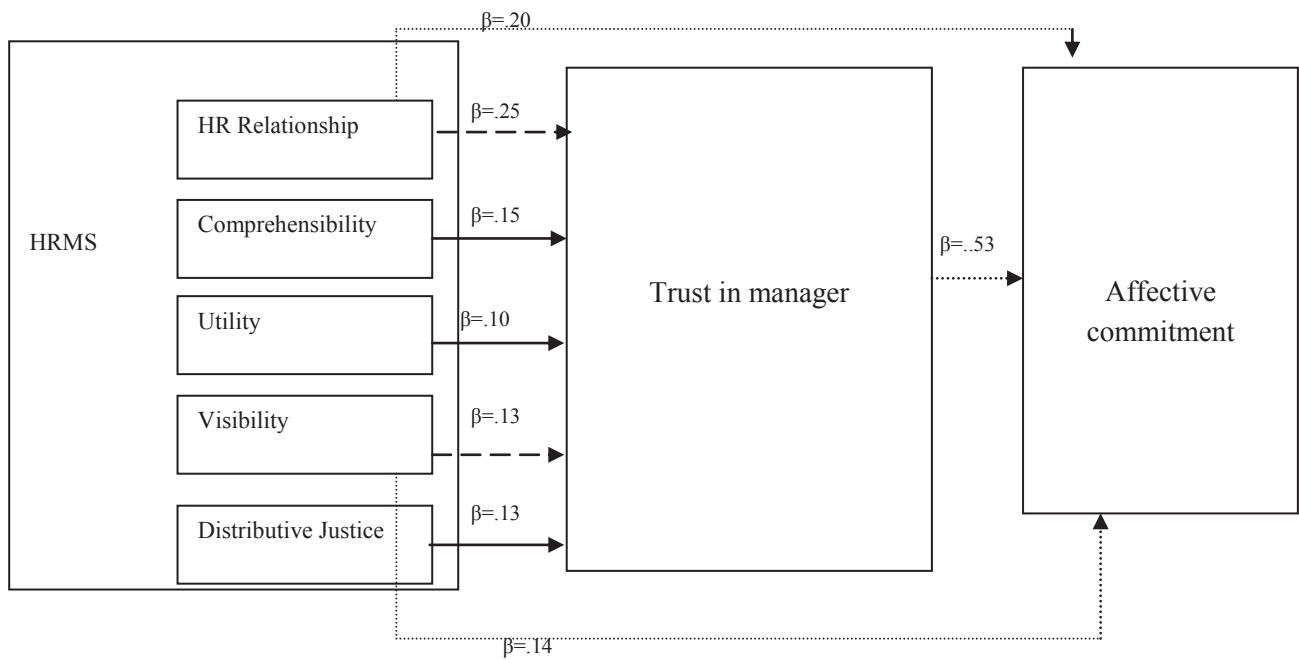 β=.20
HR Relationship
β=.25
Comprehensibility
β=.15
HRMS
β=..53
Trust in manager
Affective
commitment
Utility
β=.10
Visibility
β=.13
Distributive Justice
β=.13
β=.14